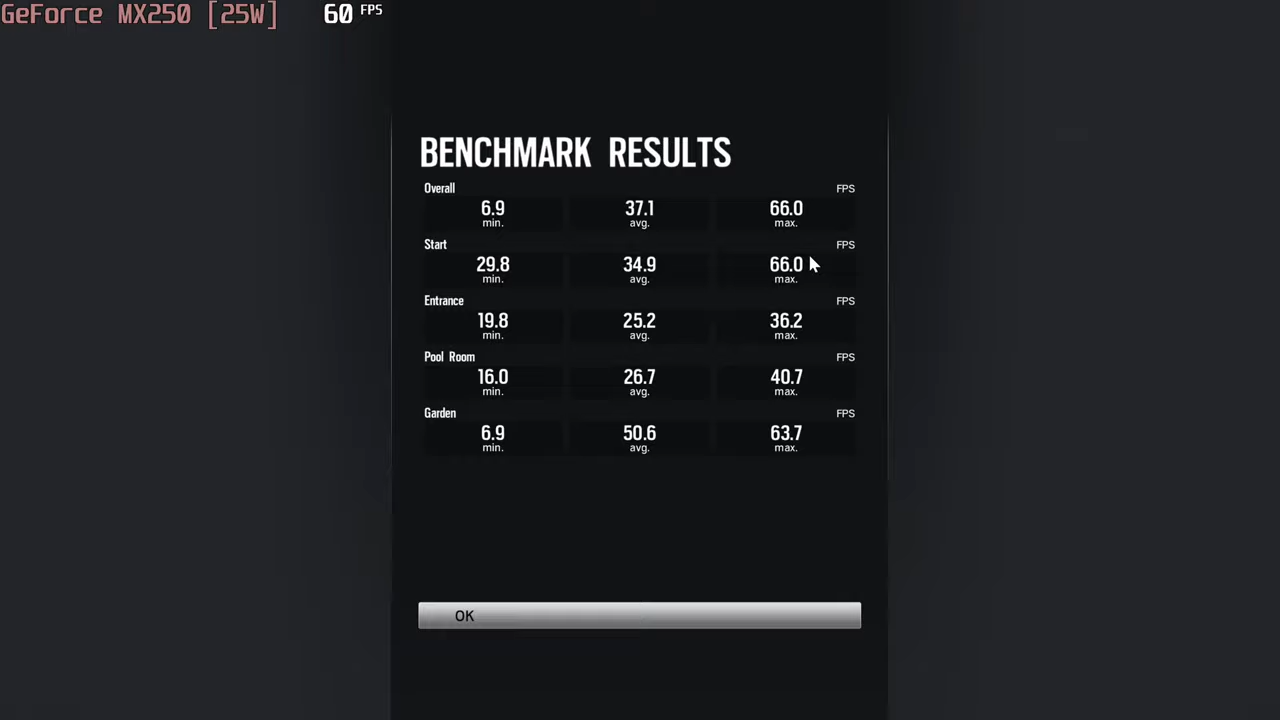 GeForce MX250 [25W] 60 FPS
BENCHMARK RESULTS
Overall FPS
6.9 37.1 66.0
min. avg. max.
Start FPS
29.8 34.9 66.0
min. avg. max.
Entrance FPS
19.8 25.2 36.2
min. avg. max.
Pool Room FPS
16.0 26.7 40.7
min. avg. max.
Garden FPS
6.9 50.6 63.7
min. avg. max.
OK